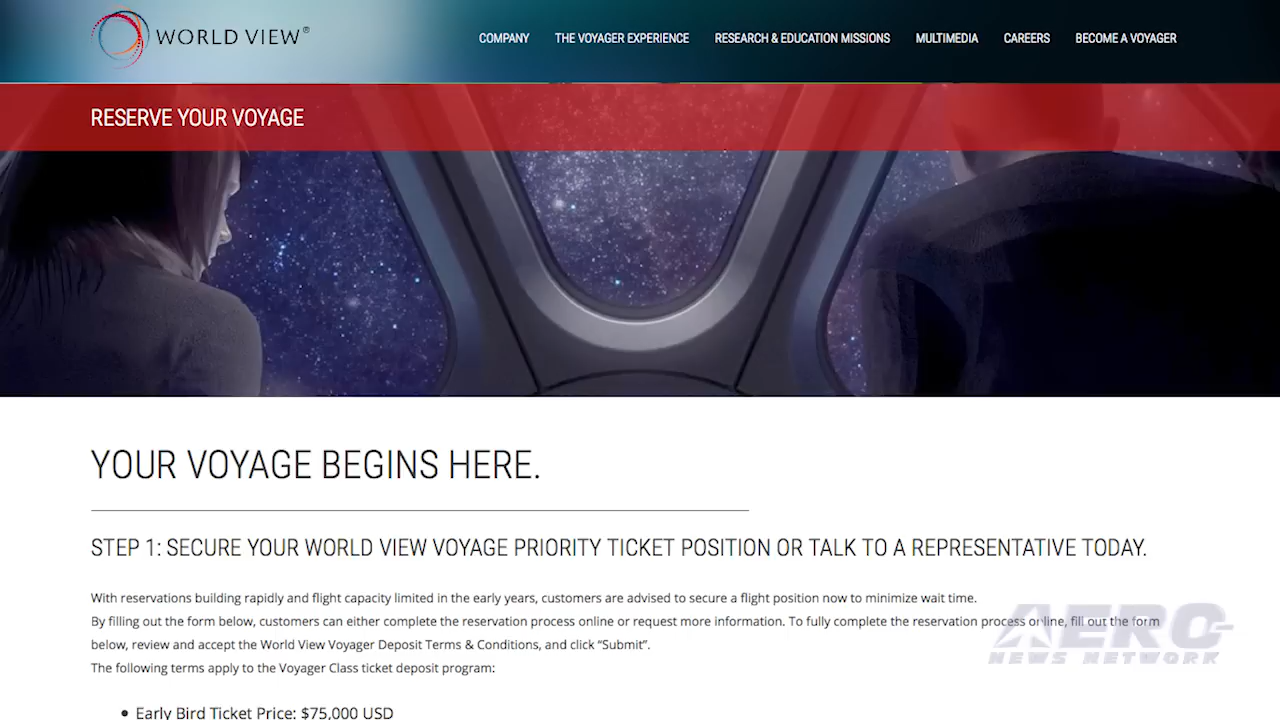 WORLD VIEW®
COMPANY THE VOYAGER EXPERIENCE RESEARCH & EDUCATION MISSIONS MULTIMEDIA CAREERS BECOME A VOYAGER
RESERVE YOUR VOYAGE
YOUR VOYAGE BEGINS HERE.
STEP 1: SECURE YOUR WORLD VIEW VOYAGE PRIORITY TICKET POSITION OR TALK TO A REPRESENTATIVE TODAY.
With reservations building rapidly and flight capacity limited in the early years, customers are advised to secure a flight position now to minimize wait time.
By filling out the form below, customers can either complete the reservation process online or request more information. To fully complete the reservation process online, fill out the form
below, review and accept the World View Voyager Deposit Terms & Conditions, and click “Submit”.
The following terms apply to the Voyager Class ticket deposit program:
• Early Bird Ticket Price: $75,000 USD
AERO
NEWS NETWORK